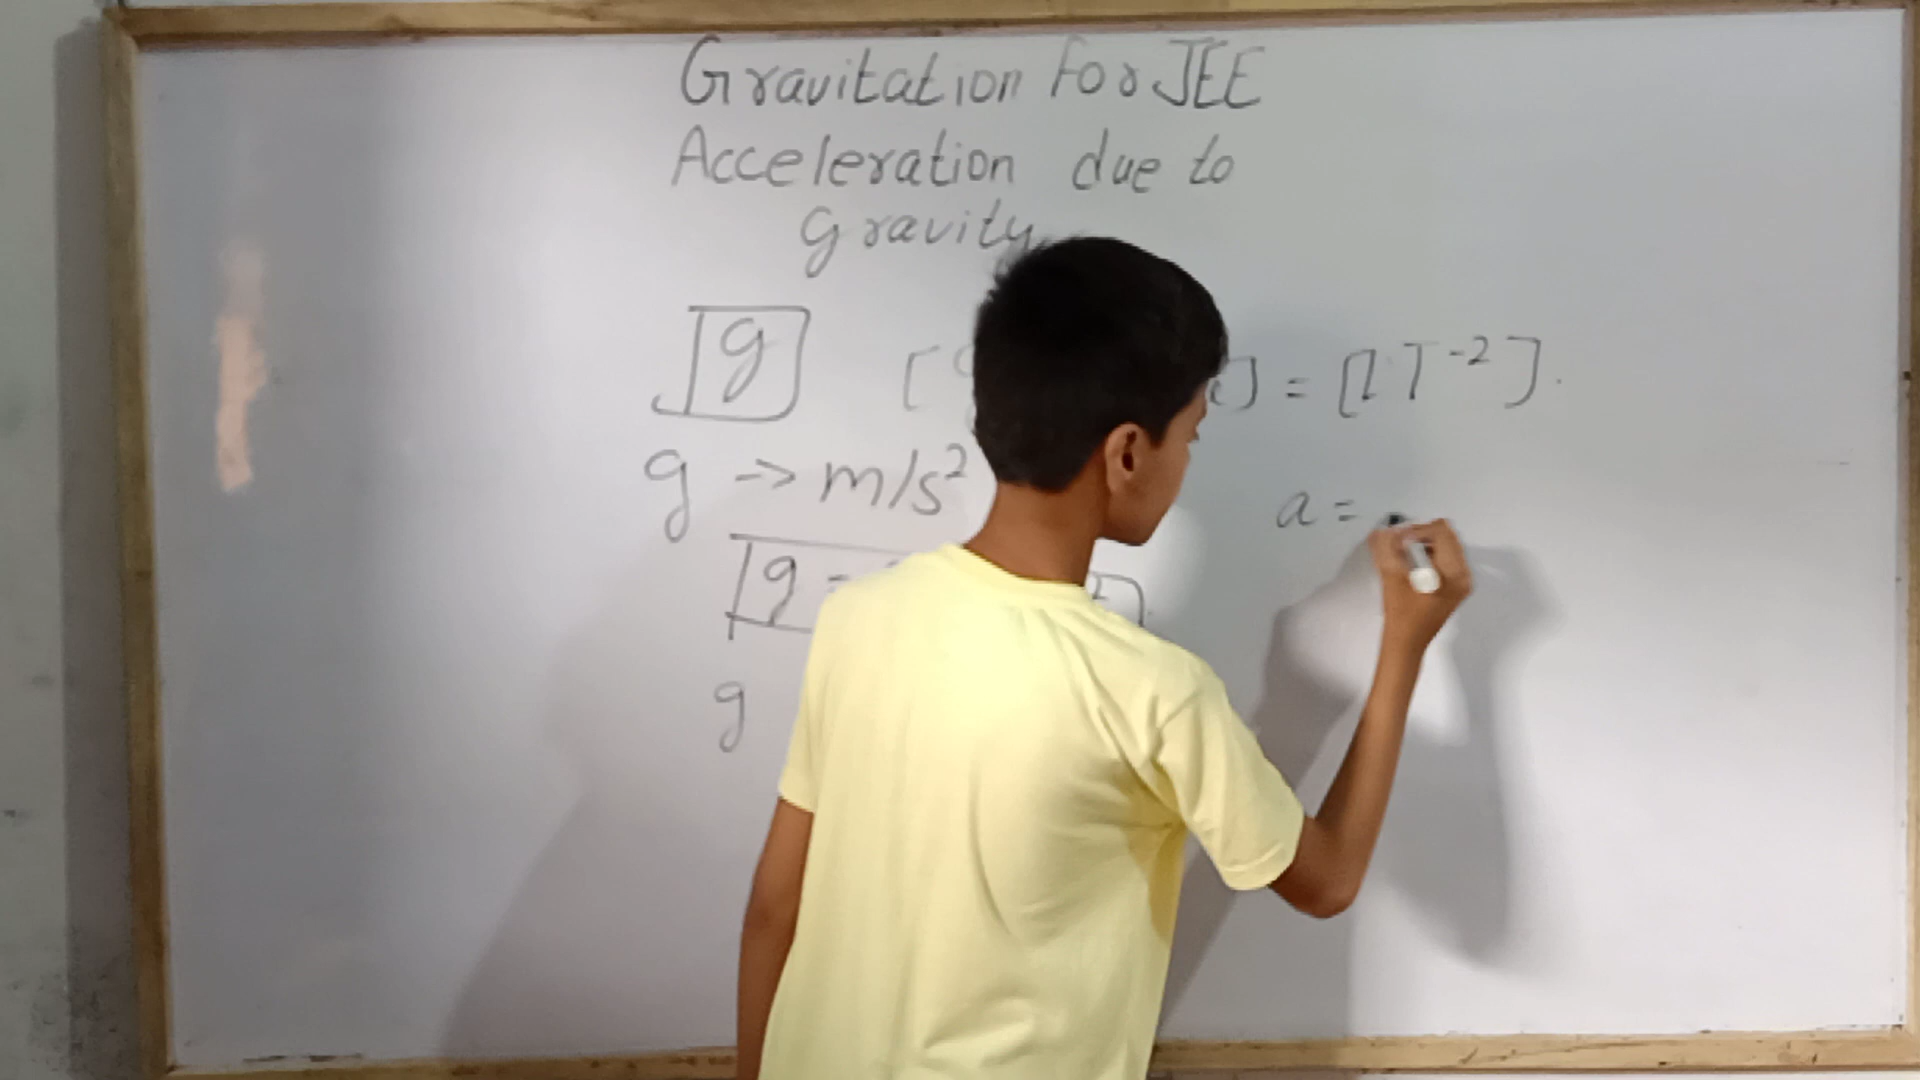 Gravitation For JEE
Acceleration due to
gravity
g [ ] = [LT⁻²].
g -> m/s²
a =
g =
g